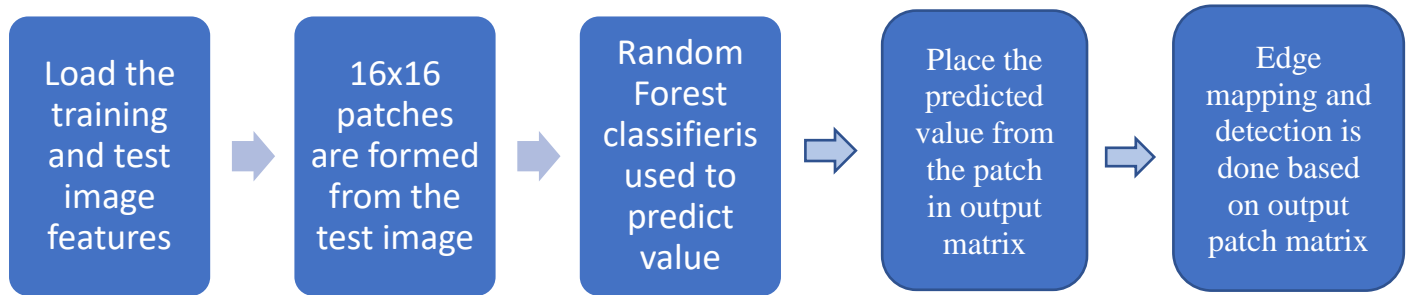 Load the
training
and test
image
features
16x16
patches
are formed
from the
test image
Random
Forest
classifieris
used to
predict
value
Place the
predicted
value from
the patch
in output
matrix
Edge
mapping and
detection is
done based
on output
patch matrix